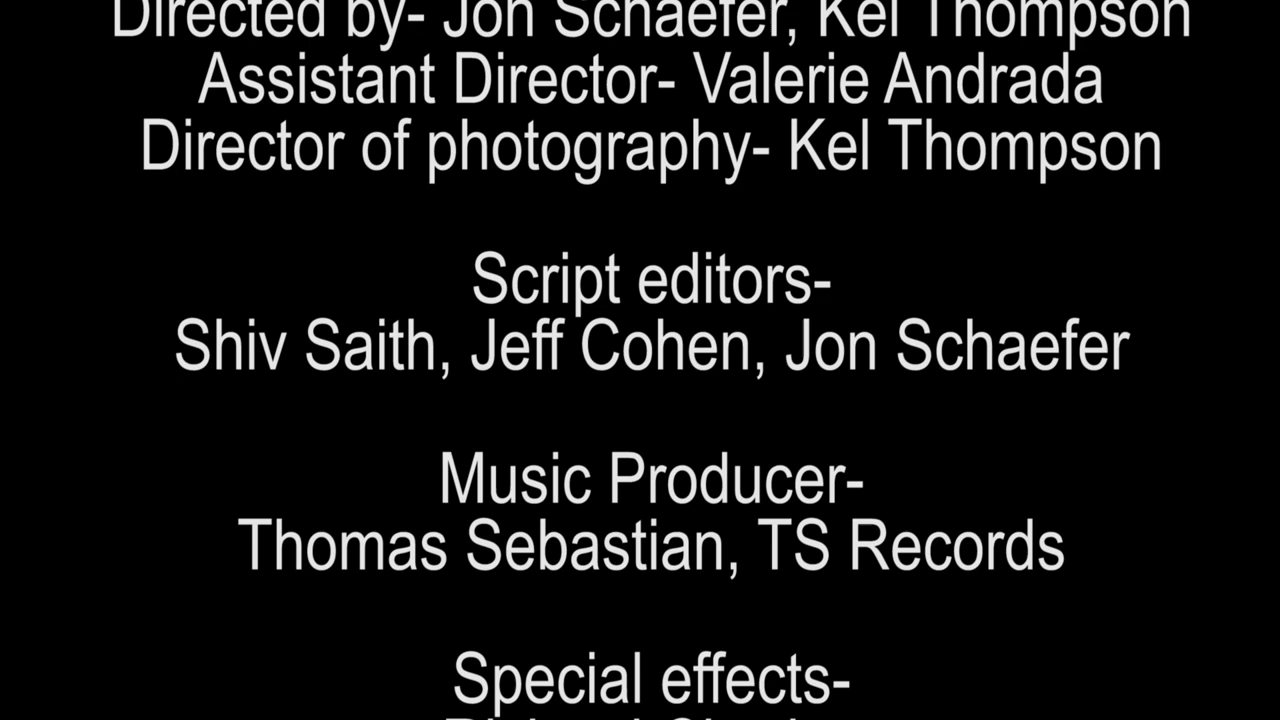 Directed by- Jon Schaefer, Kel Thompson
Assistant Director- Valerie Andrada
Director of photography- Kel Thompson
Script editors-
Shiv Saith, Jeff Cohen, Jon Schaefer
Music Producer-
Thomas Sebastian, TS Records
Special effects-